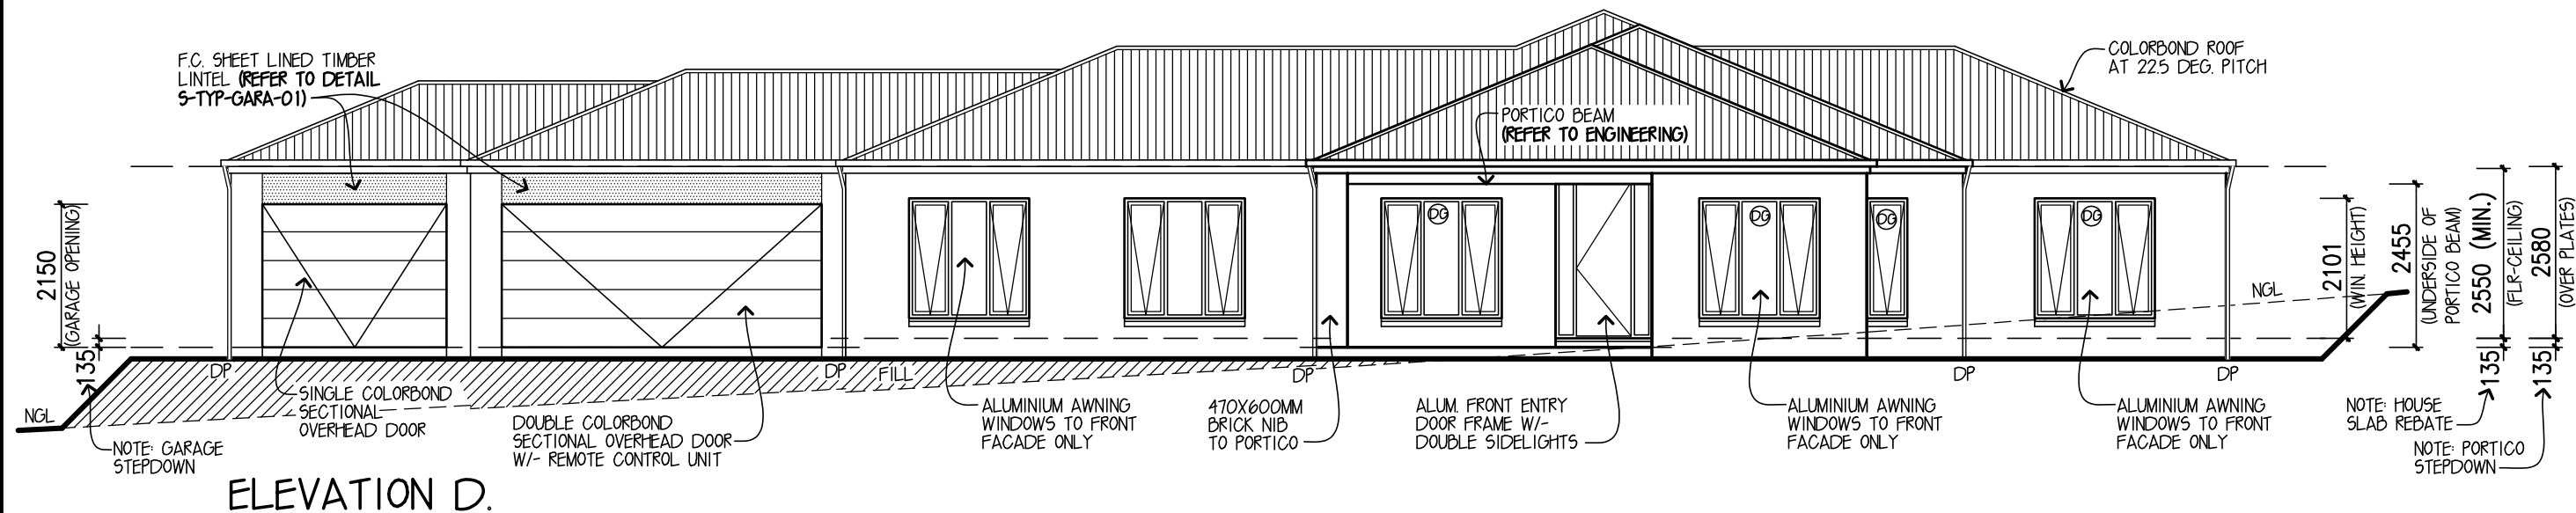 F.C. SHEET LINED TIMBER
LINTEL (REFER TO DETAIL
S-TYP-GARA-01)
COLORBOND ROOF
AT 22.5 DEG. PITCH
PORTICO BEAM
(REFER TO ENGINEERING)
2150
(GARAGE OPENING)
135
DG
DG
DG
DG
NGL
2101
(WIN. HEIGHT)
2455
(UNDERSIDE OF
PORTICO BEAM)
2550 (MIN.)
(FLR-CEILING)
2580
(OVER PLATES)
135
135
DP
DP
FILL
DP
DP
DP
NGL
NOTE: GARAGE
STEPDOWN
SINGLE COLORBOND
SECTIONAL
OVERHEAD DOOR
DOUBLE COLORBOND
SECTIONAL OVERHEAD DOOR
W/- REMOTE CONTROL UNIT
ALUMINIUM AWNING
WINDOWS TO FRONT
FACADE ONLY
470X600MM
BRICK NIB
TO PORTICO
ALUM. FRONT ENTRY
DOOR FRAME W/-
DOUBLE SIDELIGHTS
ALUMINIUM AWNING
WINDOWS TO FRONT
FACADE ONLY
ALUMINIUM AWNING
WINDOWS TO FRONT
FACADE ONLY
NOTE: HOUSE
SLAB REBATE
NOTE: PORTICO
STEPDOWN
ELEVATION D.